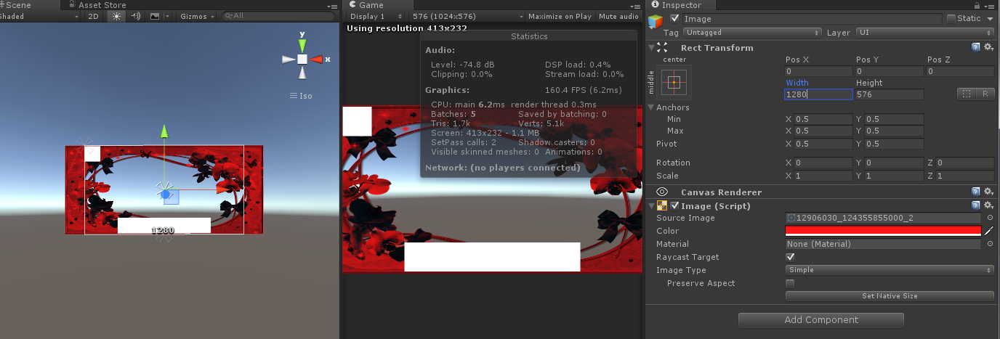 Scene
Asset Store
Shaded
2D
Gizmos
All
y
x
Iso
1280
Game
Display 1
576 (1024x576)
Maximize on Play
Mute audio
Using resolution 413x232
Statistics
Audio:
Level: -74.8 dB
DSP load: 0.4%
Clipping: 0.0%
Stream load: 0.0%
Graphics:
160.4 FPS (6.2ms)
CPU: main 6.2ms render thread 0.3ms
Batches: 5
Saved by batching: 0
Tris: 1.7k
Verts: 5.1k
Screen: 413x232 - 1.1 MB
SetPass calls: 2
Shadow casters: 0
Visible skinned meshes: 0 Animations: 0
Network: (no players connected)
Inspector
Image
Static
Tag
Untagged
Layer
UI
Rect Transform
center
middle
Pos X
Pos Y
Pos Z
0
0
0
Width
Height
1280
576
R
Anchors
Min
X 0.5
Y 0.5
Max
X 0.5
Y 0.5
Pivot
X 0.5
Y 0.5
Rotation
X 0
Y 0
Z 0
Scale
X 1
Y 1
Z 1
Canvas Renderer
Image (Script)
Source Image
12906030_124355855000_2
Color
Material
None (Material)
Raycast Target
Image Type
Simple
Preserve Aspect
Set Native Size
Add Component